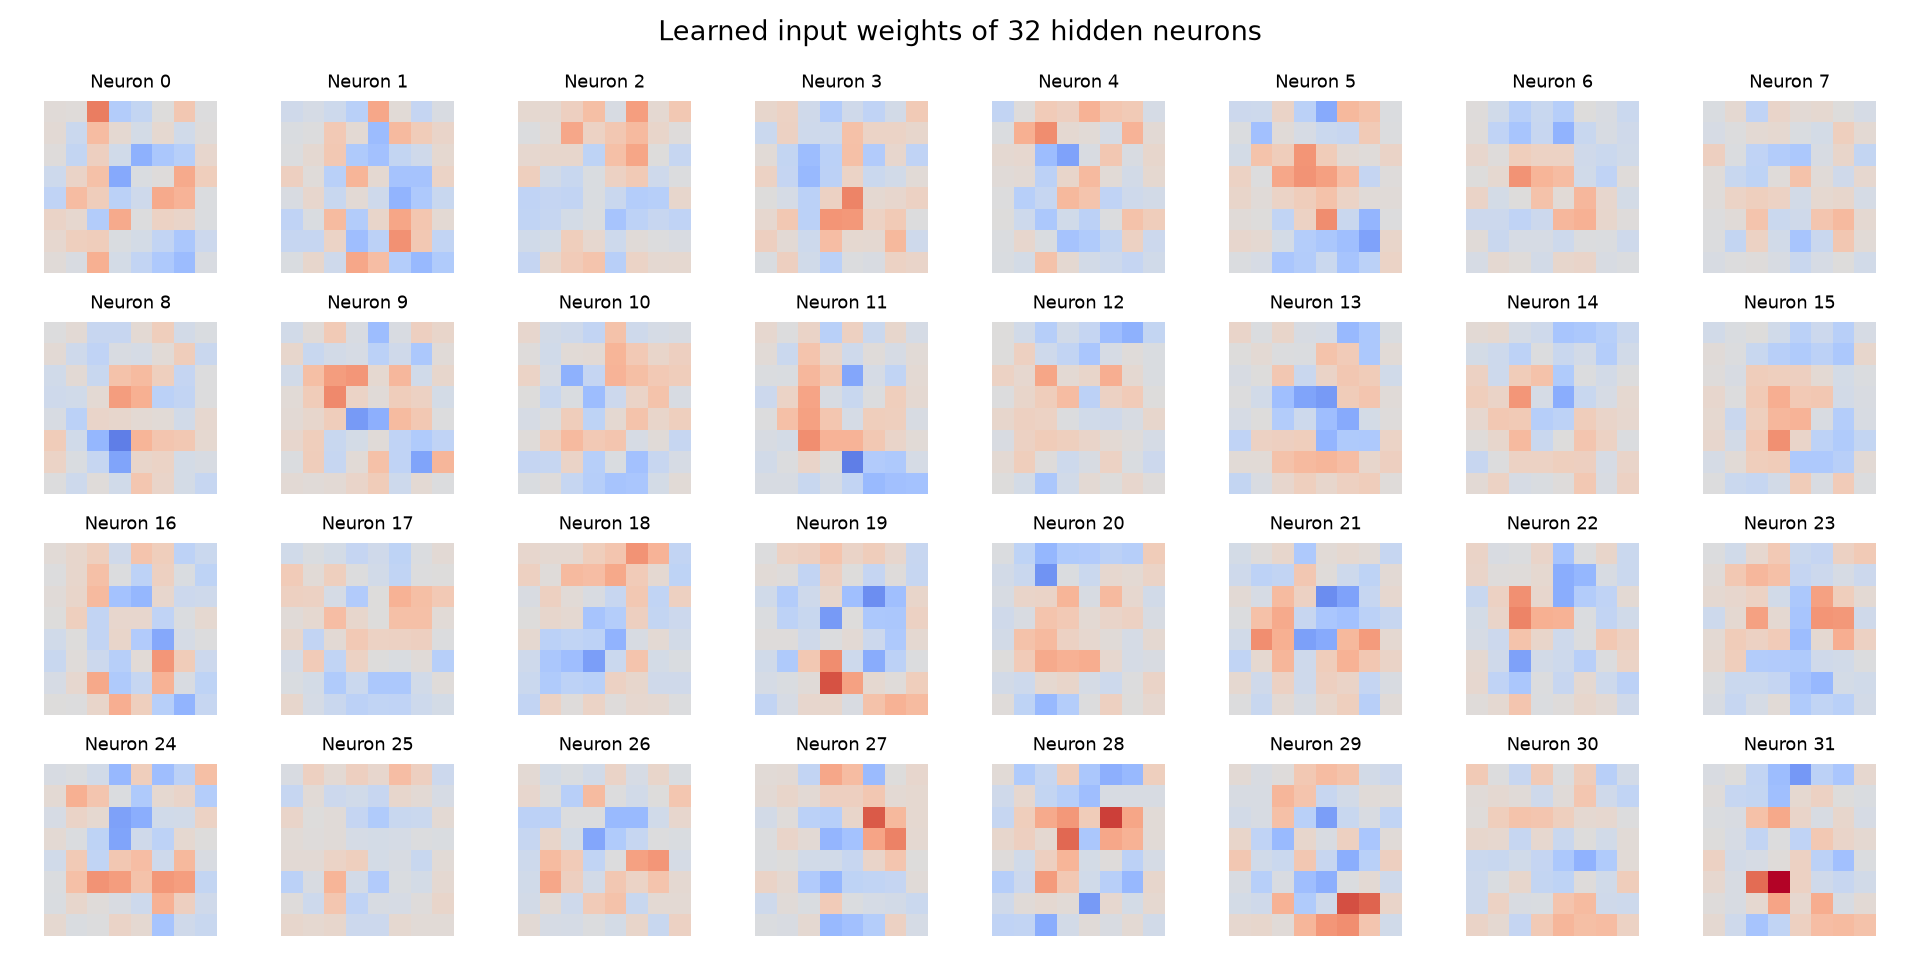 Learned input weights of 32 hidden neurons
Neuron 0 Neuron 1 Neuron 2 Neuron 3 Neuron 4 Neuron 5 Neuron 6 Neuron 7
Neuron 8 Neuron 9 Neuron 10 Neuron 11 Neuron 12 Neuron 13 Neuron 14 Neuron 15
Neuron 16 Neuron 17 Neuron 18 Neuron 19 Neuron 20 Neuron 21 Neuron 22 Neuron 23
Neuron 24 Neuron 25 Neuron 26 Neuron 27 Neuron 28 Neuron 29 Neuron 30 Neuron 31